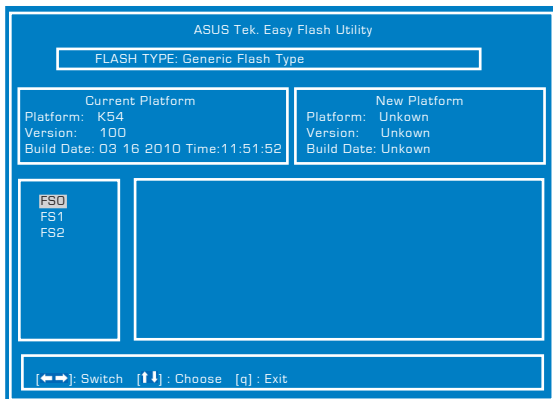 ASUS Tek. Easy Flash Utility
FLASH TYPE: Generic Flash Type
Current Platform
Platform: K54
Version: 100
Build Date: 03 16 2010 Time:11:51:52
New Platform
Platform: Unkown
Version: Unkown
Build Date: Unkown
FS0
FS1
FS2
[←→]: Switch [↑↓] : Choose [q] : Exit